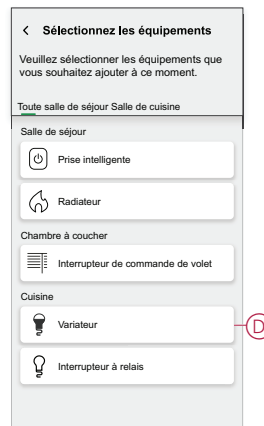 Sélectionnez les équipements
Veuillez sélectionner les équipements que
vous souhaitez ajouter à ce moment.
Toute salle de séjour Salle de cuisine
Salle de séjour
Prise intelligente
Radiateur
Chambre à coucher
Interrupteur de commande de volet
Cuisine
Variateur
D
Interrupteur à relais